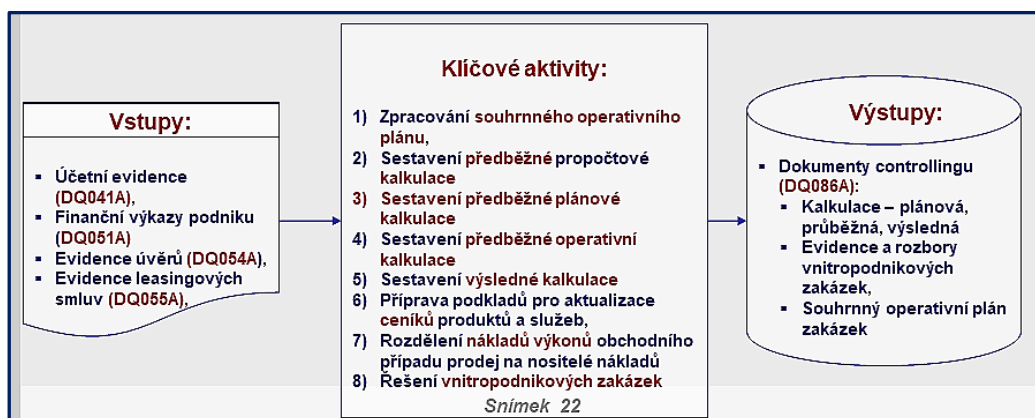 Vstupy:
▪ Účetní evidence
(DQ041A),
▪ Finanční výkazy podniku
(DQ051A)
▪ Evidence úvěrů (DQ054A),
▪ Evidence leasingových
smluv (DQ055A),
Klíčové aktivity:
1) Zpracování souhrnného operativního
plánu,
2) Sestavení předběžné propočtové
kalkulace
3) Sestavení předběžné plánové
kalkulace
4) Sestavení předběžné operativní
kalkulace
5) Sestavení výsledné kalkulace
6) Příprava podkladů pro aktualizace
ceníků produktů a služeb,
7) Rozdělení nákladů výkonů obchodního
případu prodej na nositelé nákladů
8) Řešení vnitropodnikových zakázek
Snímek 22
Výstupy:
▪ Dokumenty controllingu
(DQ086A):
▪ Kalkulace – plánová,
průběžná, výsledná
▪ Evidence a rozbory
vnitropodnikových
zakázek,
▪ Souhrnný operativní plán
zakázek